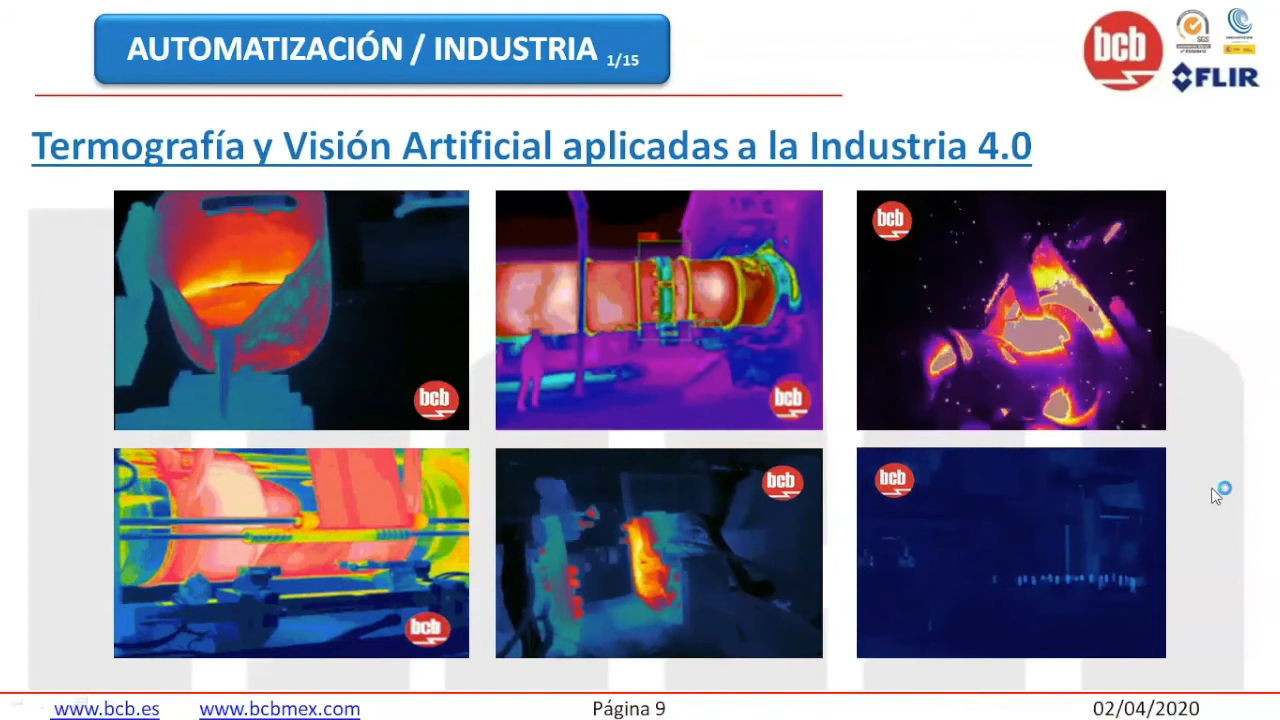 AUTOMATIZACIÓN / INDUSTRIA 1/15
bcb
SGS
FLIR
Termografía y Visión Artificial aplicadas a la Industria 4.0
bcb
bcb
bcb
bcb
bcb
bcb
www.bcb.es www.bcbmex.com Página 9 02/04/2020